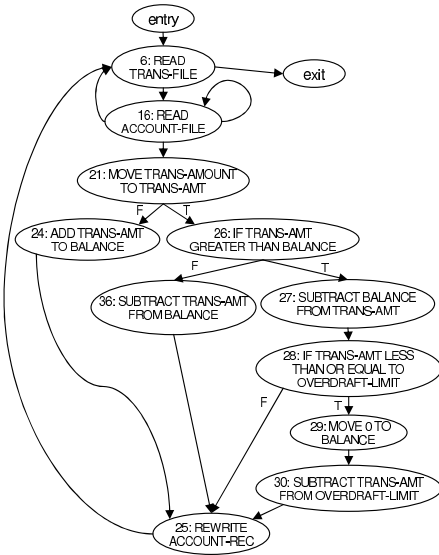 entry
6: READ
TRANS-FILE
exit
16: READ
ACCOUNT-FILE
21: MOVE TRANS-AMOUNT
TO TRANS-AMT
F
T
24: ADD TRANS-AMT
TO BALANCE
26: IF TRANS-AMT
GREATER THAN BALANCE
F
T
36: SUBTRACT TRANS-AMT
FROM BALANCE
27: SUBTRACT BALANCE
FROM TRANS-AMT
28: IF TRANS-AMT LESS
THAN OR EQUAL TO
OVERDRAFT-LIMIT
F
T
29: MOVE 0 TO
BALANCE
30: SUBTRACT TRANS-AMT
FROM OVERDRAFT-LIMIT
25: REWRITE
ACCOUNT-REC